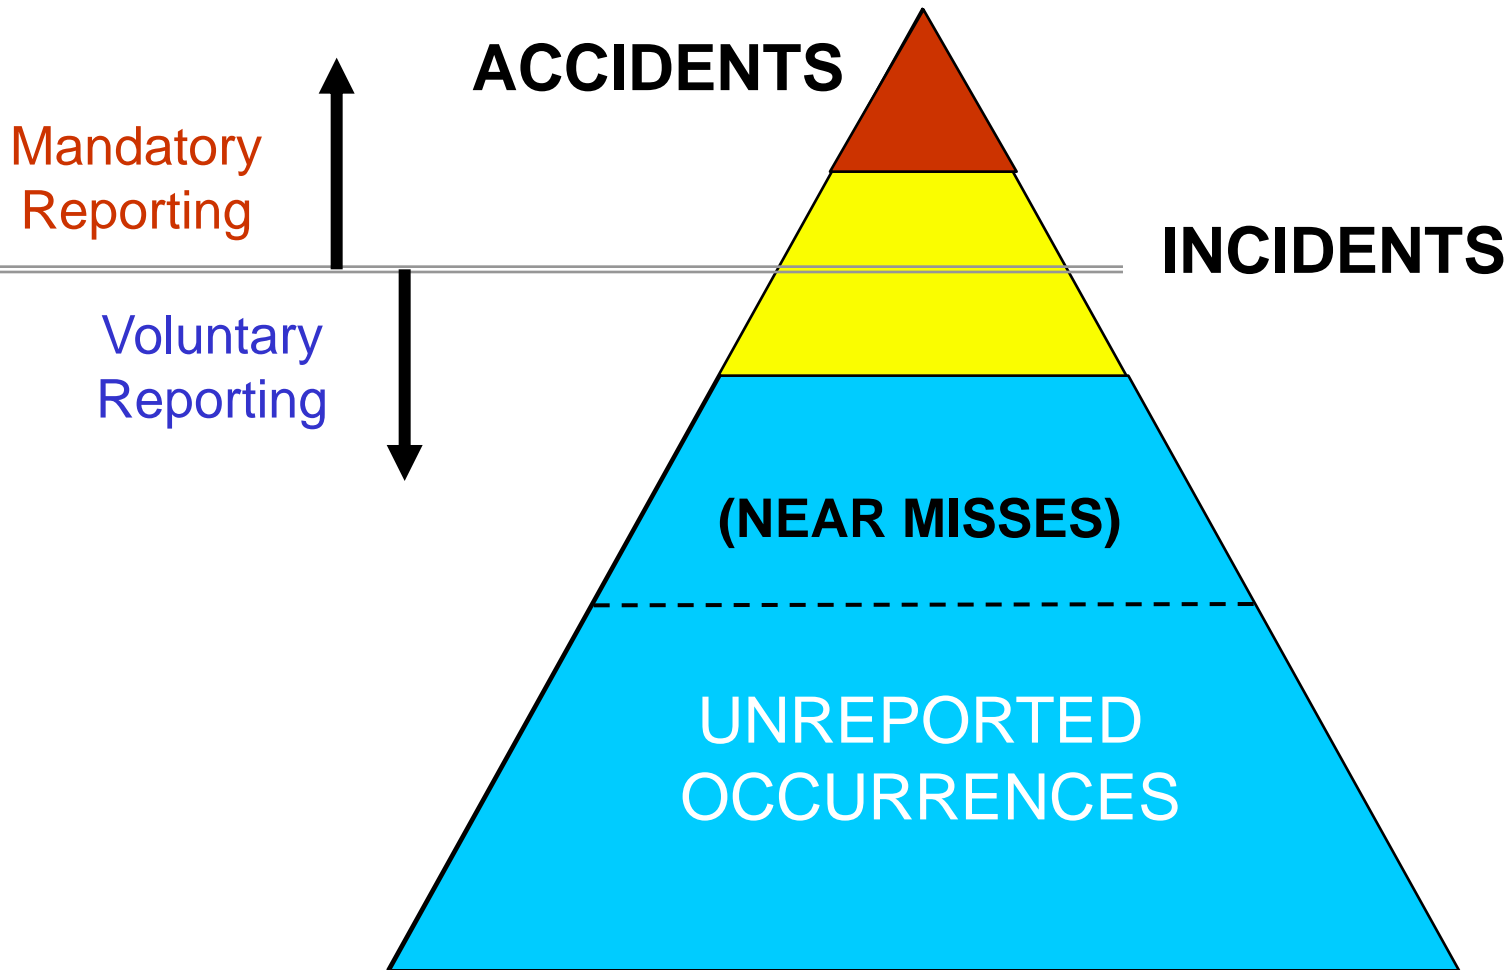 ACCIDENTS
Mandatory
Reporting
INCIDENTS
Voluntary
Reporting
(NEAR MISSES)
UNREPORTED
OCCURRENCES